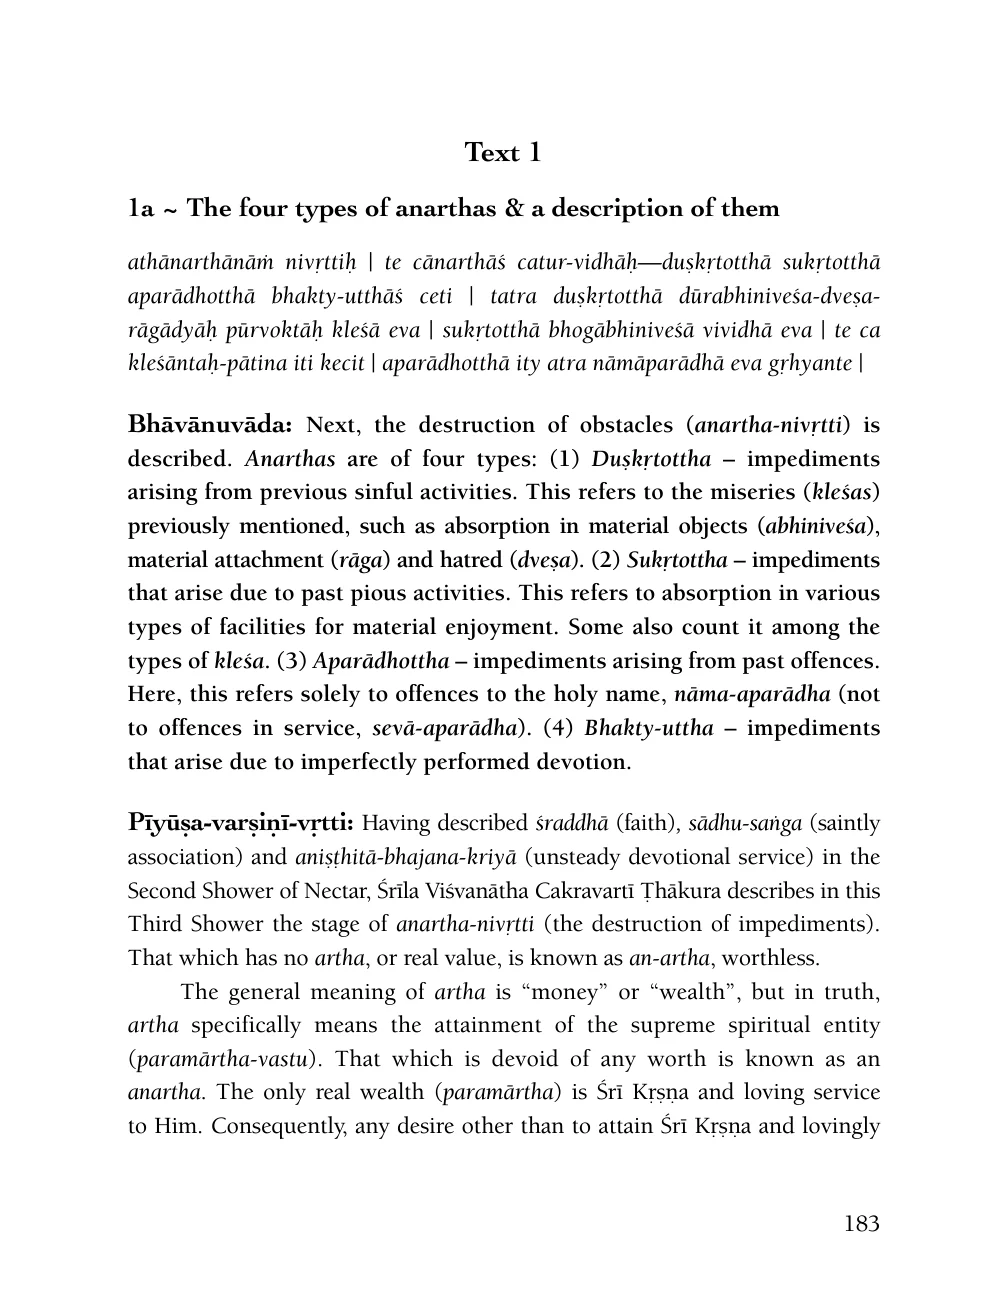 Text 1
1a ~ The four types of anarthas & a description of them
athānarthānāṁ nivṛttiḥ | te cānarthāś catur-vidhāḥ—duṣkṛtotthā sukṛtotthā
aparādhotthā bhakty-utthāś ceti | tatra duṣkṛtotthā dūrabhiniveśa-dveṣa-
rāgādyāḥ pūrvoktāḥ kleśā eva | sukṛtotthā bhogābhiniveśā vividhā eva | te ca
kleśāntaḥ-pātina iti kecit | aparādhotthā ity atra nāmāparādhā eva gṛhyante |
Bhāvānuvāda: Next, the destruction of obstacles (anartha-nivṛtti) is
described. Anarthas are of four types: (1) Duṣkṛtottha – impediments
arising from previous sinful activities. This refers to the miseries (kleśas)
previously mentioned, such as absorption in material objects (abhiniveśa),
material attachment (rāga) and hatred (dveṣa). (2) Sukṛtottha – impediments
that arise due to past pious activities. This refers to absorption in various
types of facilities for material enjoyment. Some also count it among the
types of kleśa. (3) Aparādhottha – impediments arising from past offences.
Here, this refers solely to offences to the holy name, nāma-aparādha (not
to offences in service, sevā-aparādha). (4) Bhakty-uttha – impediments
that arise due to imperfectly performed devotion.
Pīyūṣa-varṣiṇī-vṛtti: Having described śraddhā (faith), sādhu-saṅga (saintly
association) and aniṣṭhitā-bhajana-kriyā (unsteady devotional service) in the
Second Shower of Nectar, Śrīla Viśvanātha Cakravartī Ṭhākura describes in this
Third Shower the stage of anartha-nivṛtti (the destruction of impediments).
That which has no artha, or real value, is known as an-artha, worthless.
The general meaning of artha is “money” or “wealth”, but in truth,
artha specifically means the attainment of the supreme spiritual entity
(paramārtha-vastu). That which is devoid of any worth is known as an
anartha. The only real wealth (paramārtha) is Śrī Kṛṣṇa and loving service
to Him. Consequently, any desire other than to attain Śrī Kṛṣṇa and lovingly
183